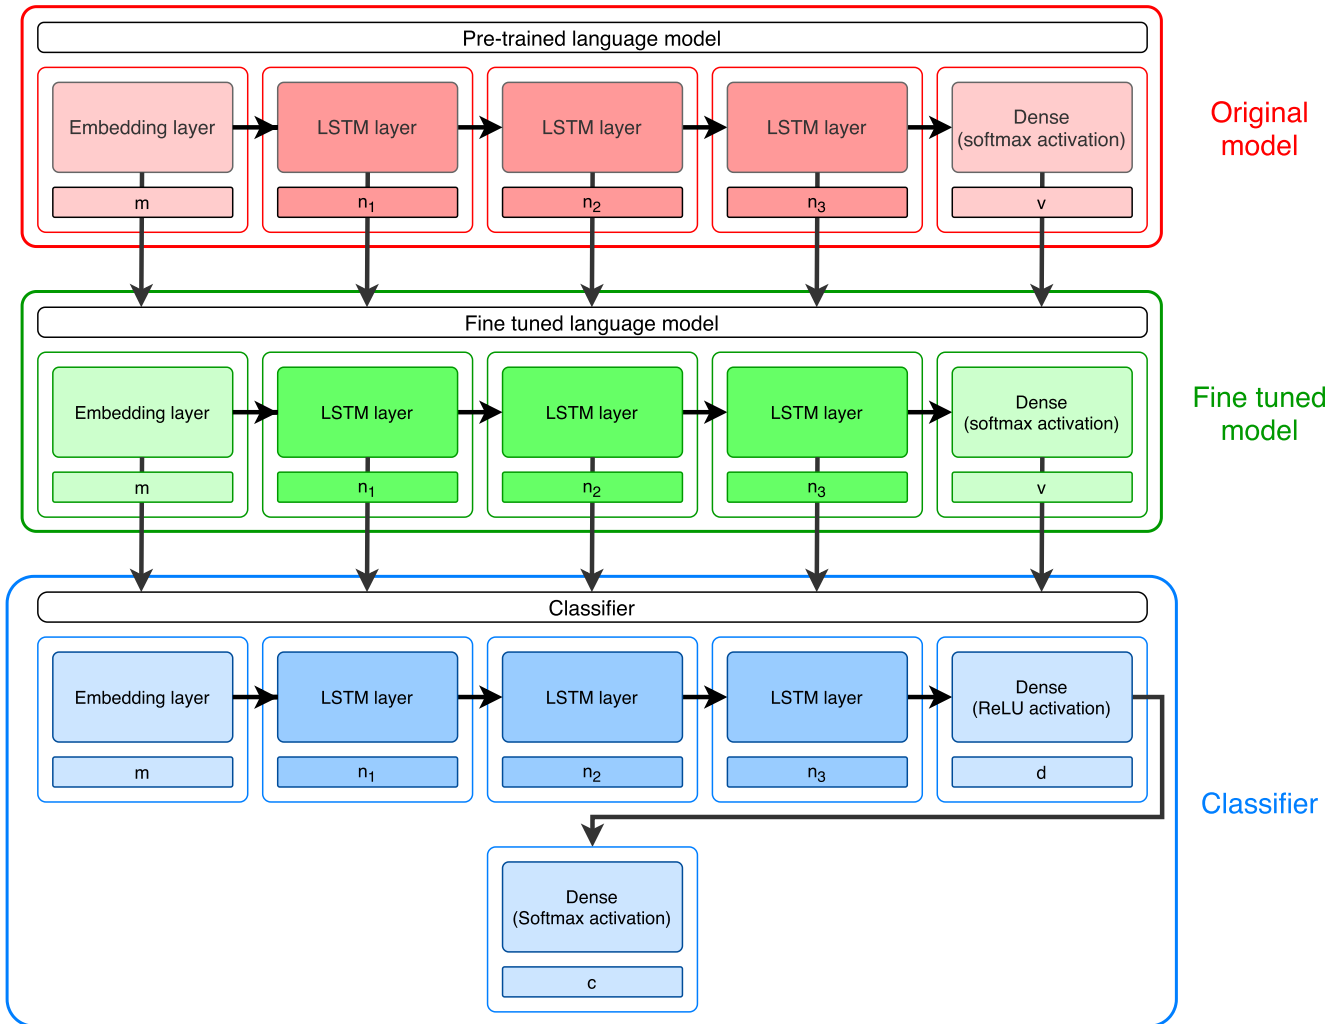 Pre-trained language model
Embedding layer
LSTM layer
LSTM layer
LSTM layer
Dense
(softmax activation)
m
n1
n2
n3
v
Original
model
Fine tuned language model
Embedding layer
LSTM layer
LSTM layer
LSTM layer
Dense
(softmax activation)
m
n1
n2
n3
v
Fine tuned
model
Classifier
Embedding layer
LSTM layer
LSTM layer
LSTM layer
Dense
(ReLU activation)
m
n1
n2
n3
d
Classifier
Dense
(Softmax activation)
c